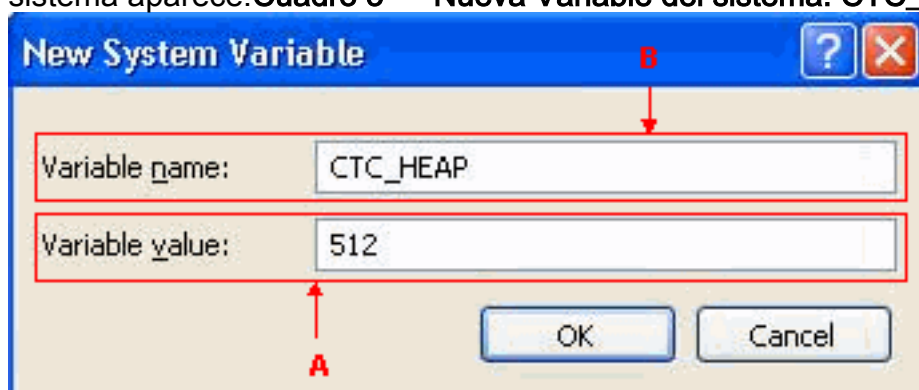 sistema aparece.Cuadro 3 — Nueva Variable del sistema: CTC_
New System Variable
B
Variable name: CTC_HEAP
Variable value: 512
OK Cancel
A